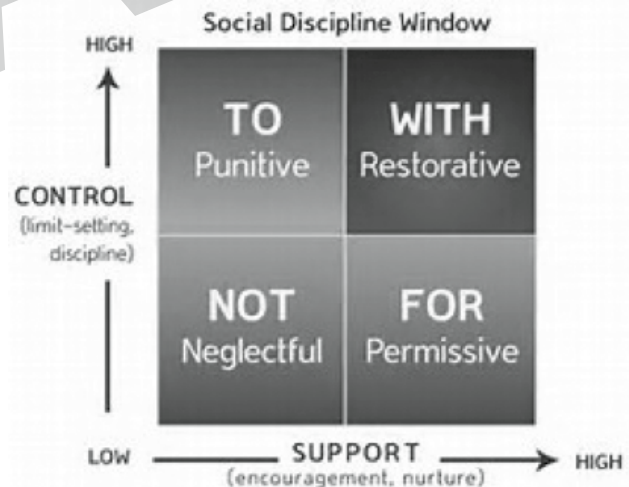 Social Discipline Window
HIGH
TO
Punitive
WITH
Restorative
CONTROL
(limit-setting,
discipline)
NOT
Neglectful
FOR
Permissive
LOW
SUPPORT
(encouragement, nurture)
HIGH